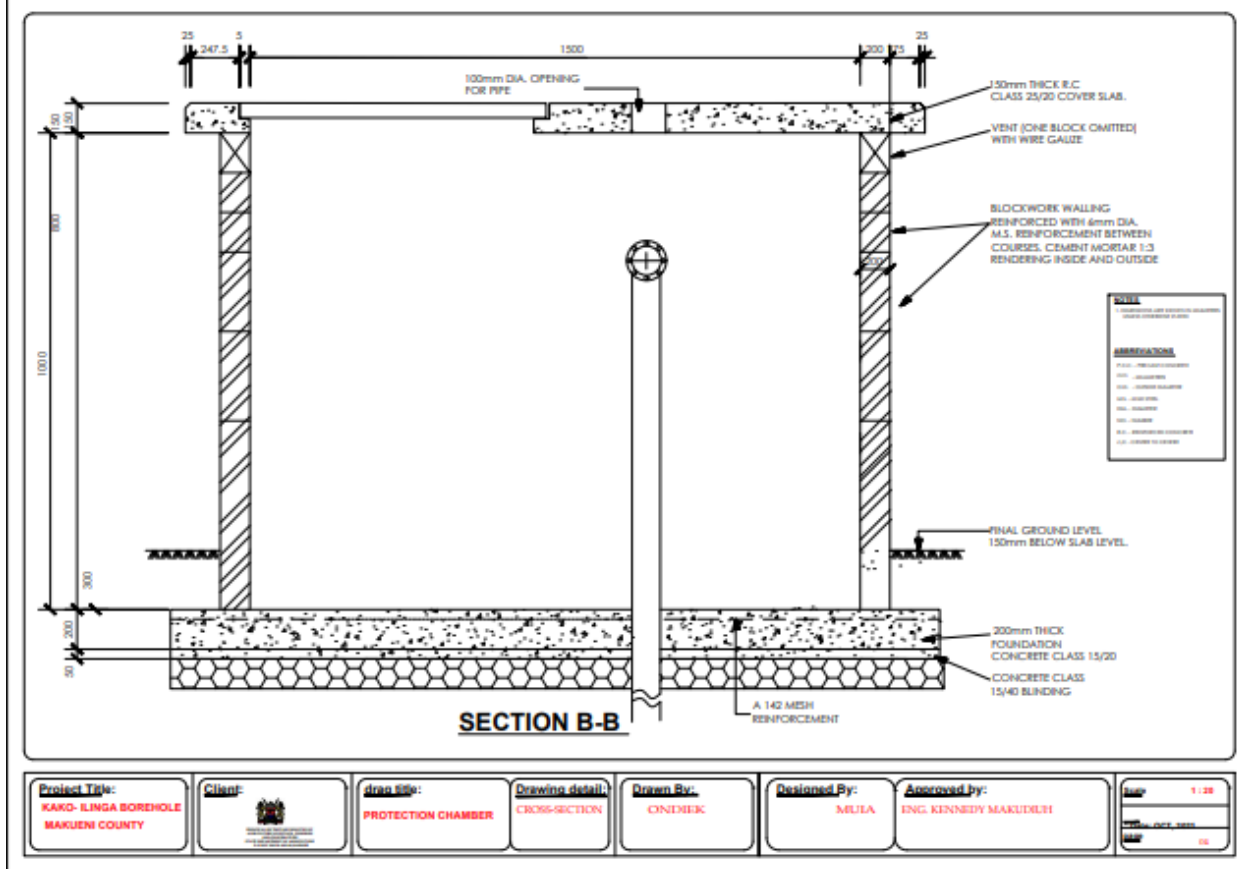 25
247.5
5
1500
200
75
25
100mm DIA. OPENING
FOR PIPE
150mm THICK R.C
CLASS 25/20 COVER SLAB.
VENT (ONE BLOCK OMITTED)
WITH WIRE GAUZE
BLOCKWORK WALLING
REINFORCED WITH 6mm DIA.
M.S. REINFORCEMENT BETWEEN
COURSES. CEMENT MORTAR 1:3
RENDERING INSIDE AND OUTSIDE
150
150
800
1000
300
200
50
200
NOTES
ABBREVIATIONS
FINAL GROUND LEVEL
150mm BELOW SLAB LEVEL.
200mm THICK
FOUNDATION
CONCRETE CLASS 15/20
CONCRETE CLASS
15/40 BLINDING
A 142 MESH
REINFORCEMENT
SECTION B-B
Project Title:
KAKO- ILINGA BOREHOLE
MAKUENI COUNTY
Client:
drag title:
PROTECTION CHAMBER
Drawing detail:
CROSS-SECTION
Drawn By:
ONDIEK
Designed By:
MUIA
Approved by:
ENG. KENNEDY MAKUDIUH
Scale 1 : 20